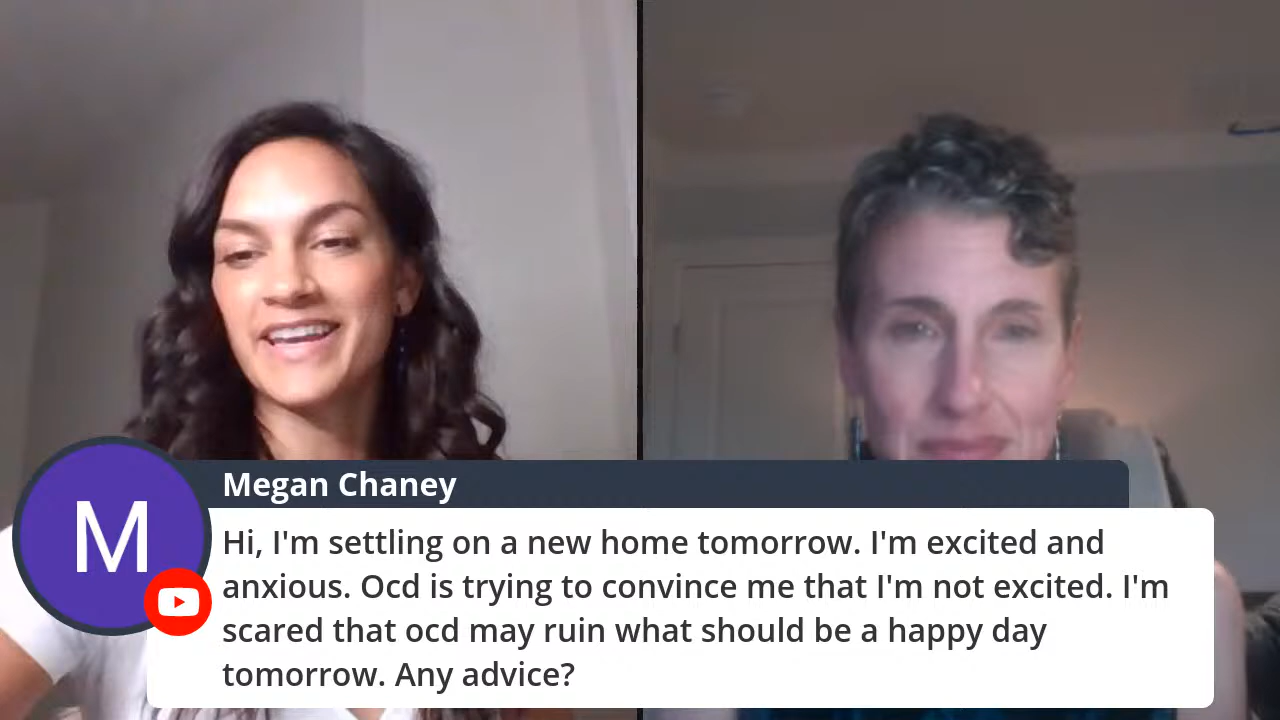 Megan Chaney
M
Hi, I'm settling on a new home tomorrow. I'm excited and
anxious. Ocd is trying to convince me that I'm not excited. I'm
scared that ocd may ruin what should be a happy day
tomorrow. Any advice?